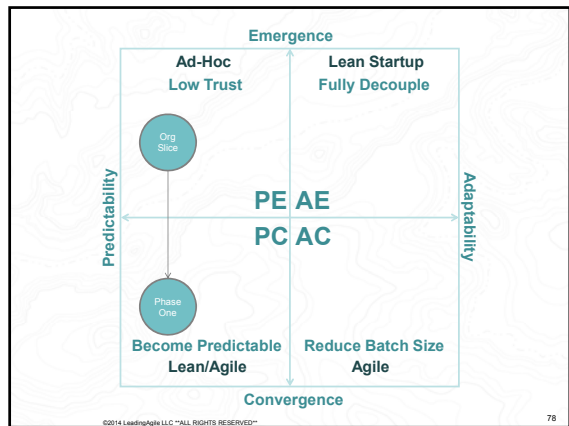 Emergence
Ad-Hoc
Low Trust
Lean Startup
Fully Decouple
Org
Slice
Predictability
Adaptability
PE AE
PC AC
Phase
One
Become Predictable
Lean/Agile
Reduce Batch Size
Agile
Convergence
©2014 LeadingAgile LLC **ALL RIGHTS RESERVED**
78